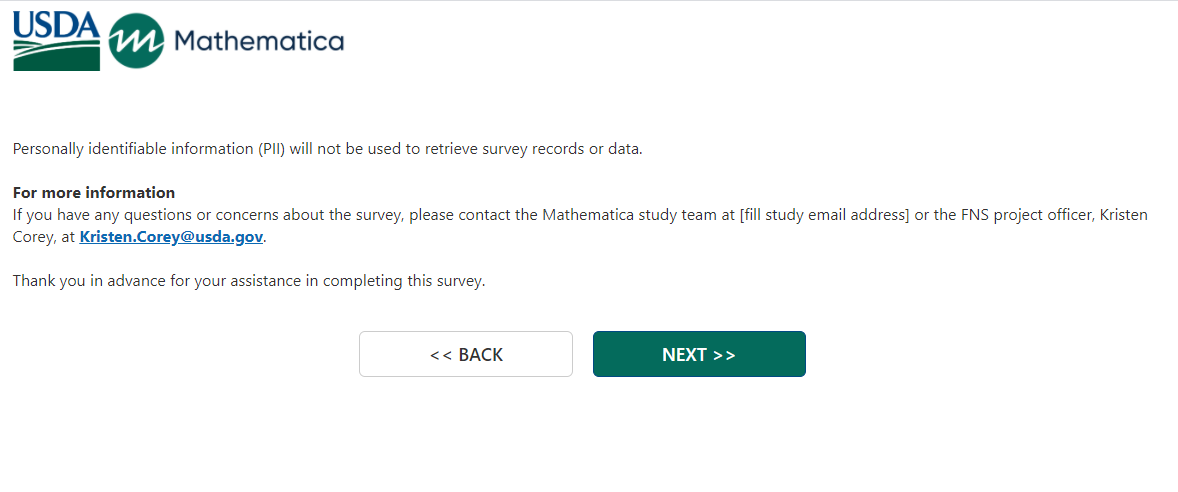 USDA Mathematica
Personally identifiable information (PII) will not be used to retrieve survey records or data.
For more information
If you have any questions or concerns about the survey, please contact the Mathematica study team at [fill study email address] or the FNS project officer, Kristen
Corey, at Kristen.Corey@usda.gov.
Thank you in advance for your assistance in completing this survey.
<< BACK NEXT >>